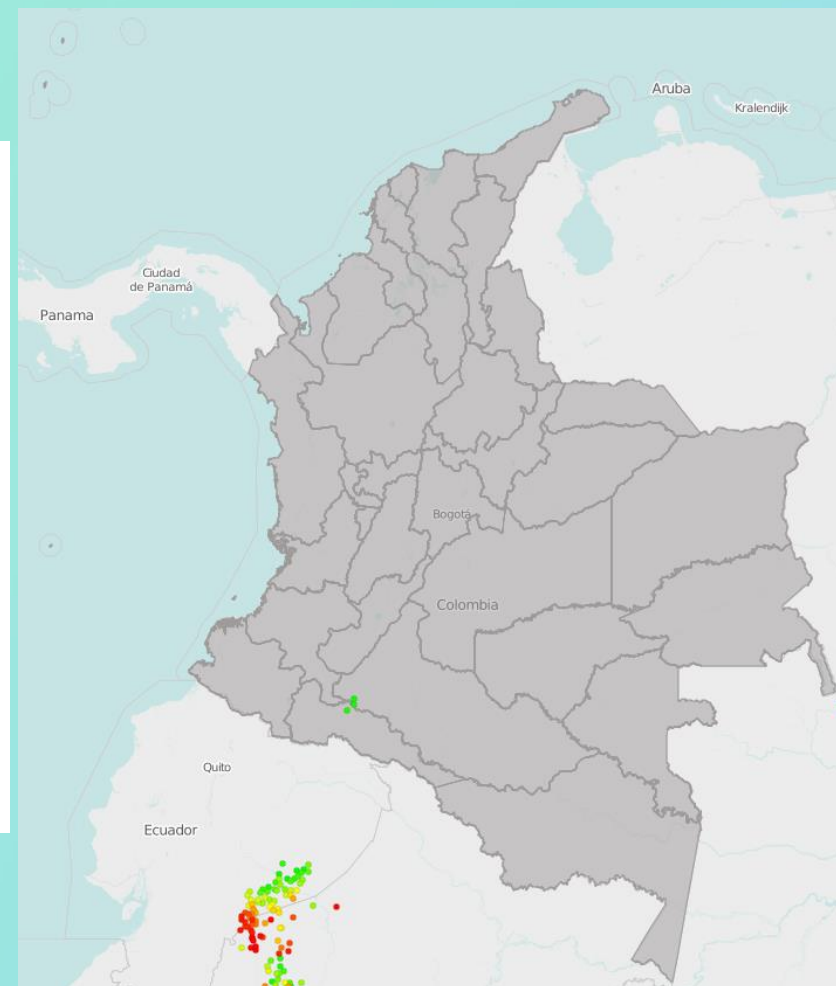 Aruba
Kralendijk
Ciudad
de Panamá
Panama
Bogotá
Colombia
Quito
Ecuador